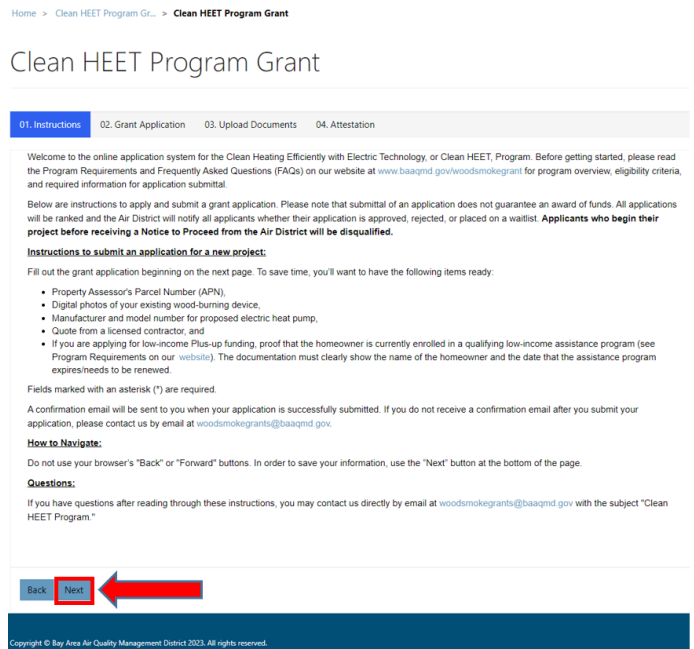 Home > Clean HEET Program Gr... > Clean HEET Program Grant
Clean HEET Program Grant
01. Instructions 02. Grant Application 03. Upload Documents 04. Attestation
Welcome to the online application system for the Clean Heating Efficiently with Electric Technology, or Clean HEET, Program. Before getting started, please read
the Program Requirements and Frequently Asked Questions (FAQs) on our website at www.baaqmd.gov/woodsmokegrant for program overview, eligibility criteria,
and required information for application submittal.
Below are instructions to apply and submit a grant application. Please note that submittal of an application does not guarantee an award of funds. All applications
will be ranked and the Air District will notify all applicants whether their application is approved, rejected, or placed on a waitlist. Applicants who begin their
project before receiving a Notice to Proceed from the Air District will be disqualified.
Instructions to submit an application for a new project:
Fill out the grant application beginning on the next page. To save time, you'll want to have the following items ready:
• Property Assessor's Parcel Number (APN),
• Digital photos of your existing wood-burning device,
• Manufacturer and model number for proposed electric heat pump,
• Quote from a licensed contractor, and
• If you are applying for low-income Plus-up funding, proof that the homeowner is currently enrolled in a qualifying low-income assistance program (see
Program Requirements on our website). The documentation must clearly show the name of the homeowner and the date that the assistance program
expires/needs to be renewed.
Fields marked with an asterisk (*) are required.
A confirmation email will be sent to you when your application is successfully submitted. If you do not receive a confirmation email after you submit your
application, please contact us by email at woodsmokegrants@baaqmd.gov.
How to Navigate:
Do not use your browser's "Back" or "Forward" buttons. In order to save your information, use the "Next" button at the bottom of the page.
Questions:
If you have questions after reading through these instructions, you may contact us directly by email at woodsmokegrants@baaqmd.gov with the subject "Clean
HEET Program."
Back Next
Copyright © Bay Area Air Quality Management District 2023. All rights reserved.